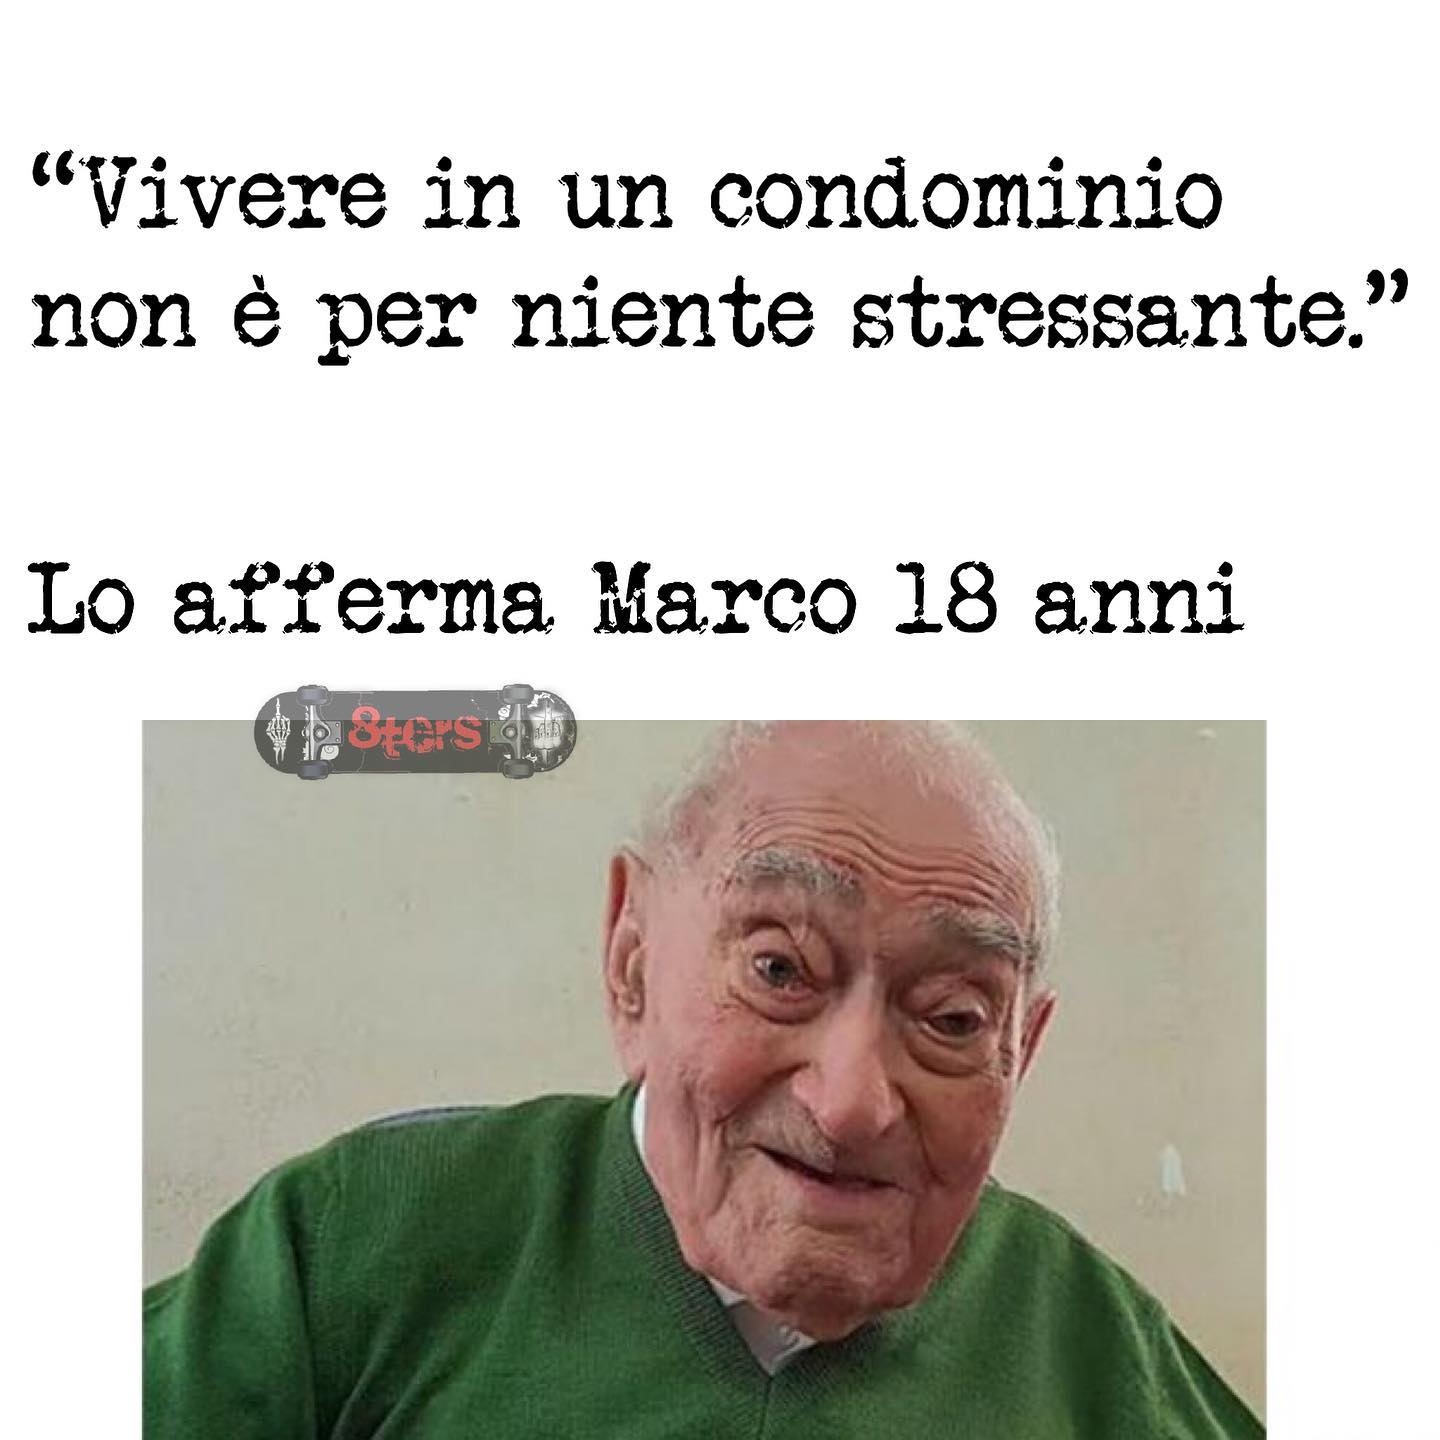 “Vivere in un condominio
non è per niente stressante.”
Lo afferma Marco 18 anni
8ters